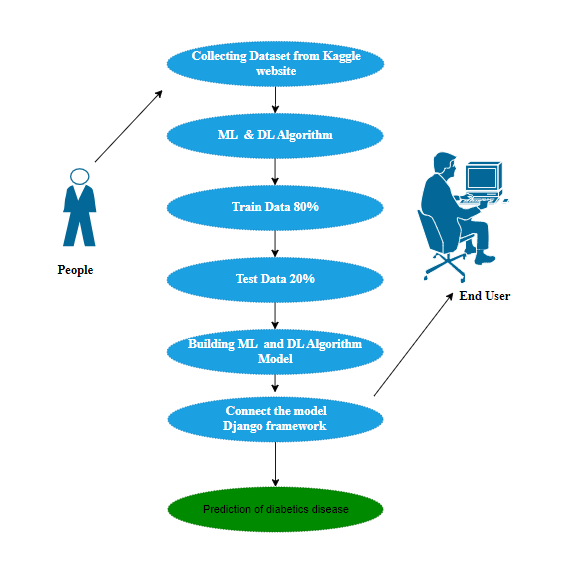 Collecting Dataset from Kaggle
website
ML & DL Algorithm
Train Data 80%
People
Test Data 20%
End User
Building ML and DL Algorithm
Model
Connect the model
Django framework
Prediction of diabetics disease